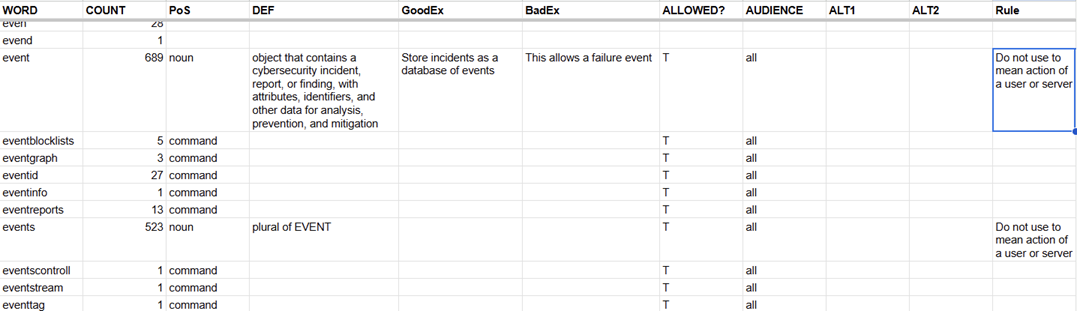 WORD COUNT PoS DEF GoodEx BadEx ALLOWED? AUDIENCE ALT1 ALT2 Rule
even 28
evend 1
event 689 noun object that contains a cybersecurity incident, report, or finding, with attributes, identifiers, and other data for analysis, prevention, and mitigation Store incidents as a database of events This allows a failure event T all Do not use to mean action of a user or server
eventblocklists 5 command T all
eventgraph 3 command T all
eventid 27 command T all
eventinfo 1 command T all
eventreports 13 command T all
events 523 noun plural of EVENT T all Do not use to mean action of a user or server
eventscontroll 1 command T all
eventstream 1 command T all
eventtag 1 command T all